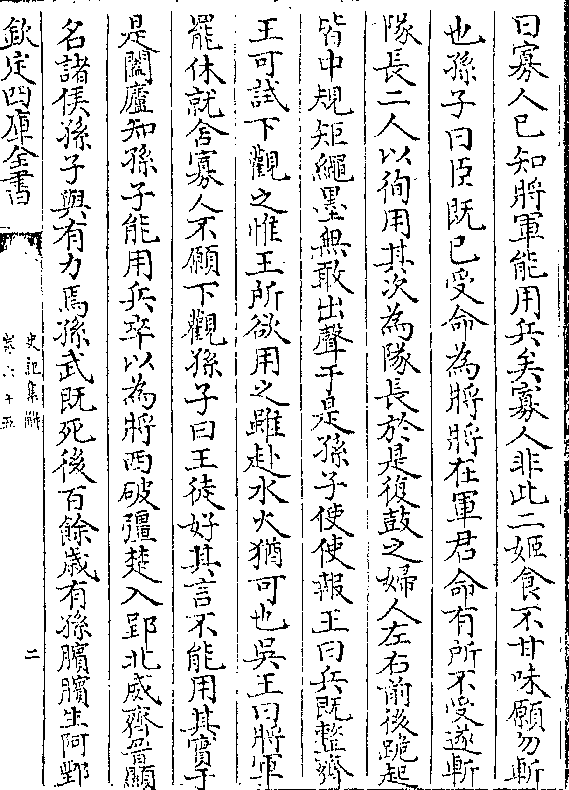 曰寡人已知將軍能用兵矣寡人非此二姬食不甘味願勿斬
也孫子曰臣既已受命為將將在軍君命有所不受遂斬
隊長二人以徇用其次為隊長於是復鼓之婦人左右前後跪起
皆中規矩繩墨無敢出聲于是孫子使使報王曰兵既整齊
王可試下觀之惟王所欲用之雖赴水火猶可也吳王曰將軍
罷休就舍寡人不願下觀孫子曰王徒好其言不能用其實于
是闔廬知孫子能用兵卒以為將西破彊楚入郢北威齊晉顯
名諸侯孫子與有力焉孫武既死後百餘歲有孫臏臏生阿鄄
欽定四庫全書
史記集解
卷六十五
二